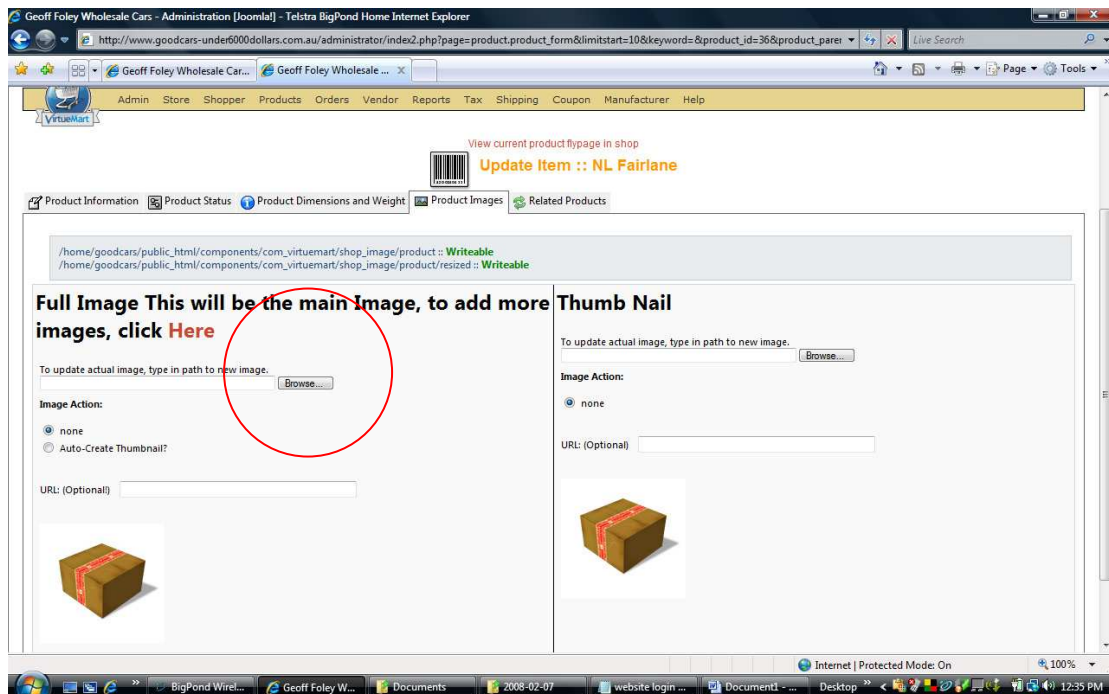 Geoff Foley Wholesale Cars - Administration [Joomla!] - Telstra BigPond Home Internet Explorer
http://www.goodcars-under6000dollars.com.au/administrator/index2.php?page=product.product_form&limitstart=10&keyword=&product_id=36&product_parer
Live Search
Geoff Foley Wholesale Car...
Geoff Foley Wholesale ...
Page
Tools
Admin Store Shopper Products Orders Vendor Reports Tax Shipping Coupon Manufacturer Help
VirtueMart
View current product flypage in shop
Update Item :: NL Fairlane
Product Information Product Status Product Dimensions and Weight Product Images Related Products
/home/goodcars/public_html/components/com_virtuemart/shop_image/product :: Writeable
/home/goodcars/public_html/components/com_virtuemart/shop_image/product/resized :: Writeable
Full Image This will be the main Image, to add more
images, click Here
To update actual image, type in path to new image.
Browse...
Image Action:
none
Auto-Create Thumbnail?
URL: (Optional!)
Thumb Nail
To update actual image, type in path to new image.
Browse...
Image Action:
none
URL: (Optional)
Internet | Protected Mode: On
100%
BigPond Wirel... Geoff Foley W... Documents 2008-02-07 website login ... Document1 - ... Desktop 12:35 PM